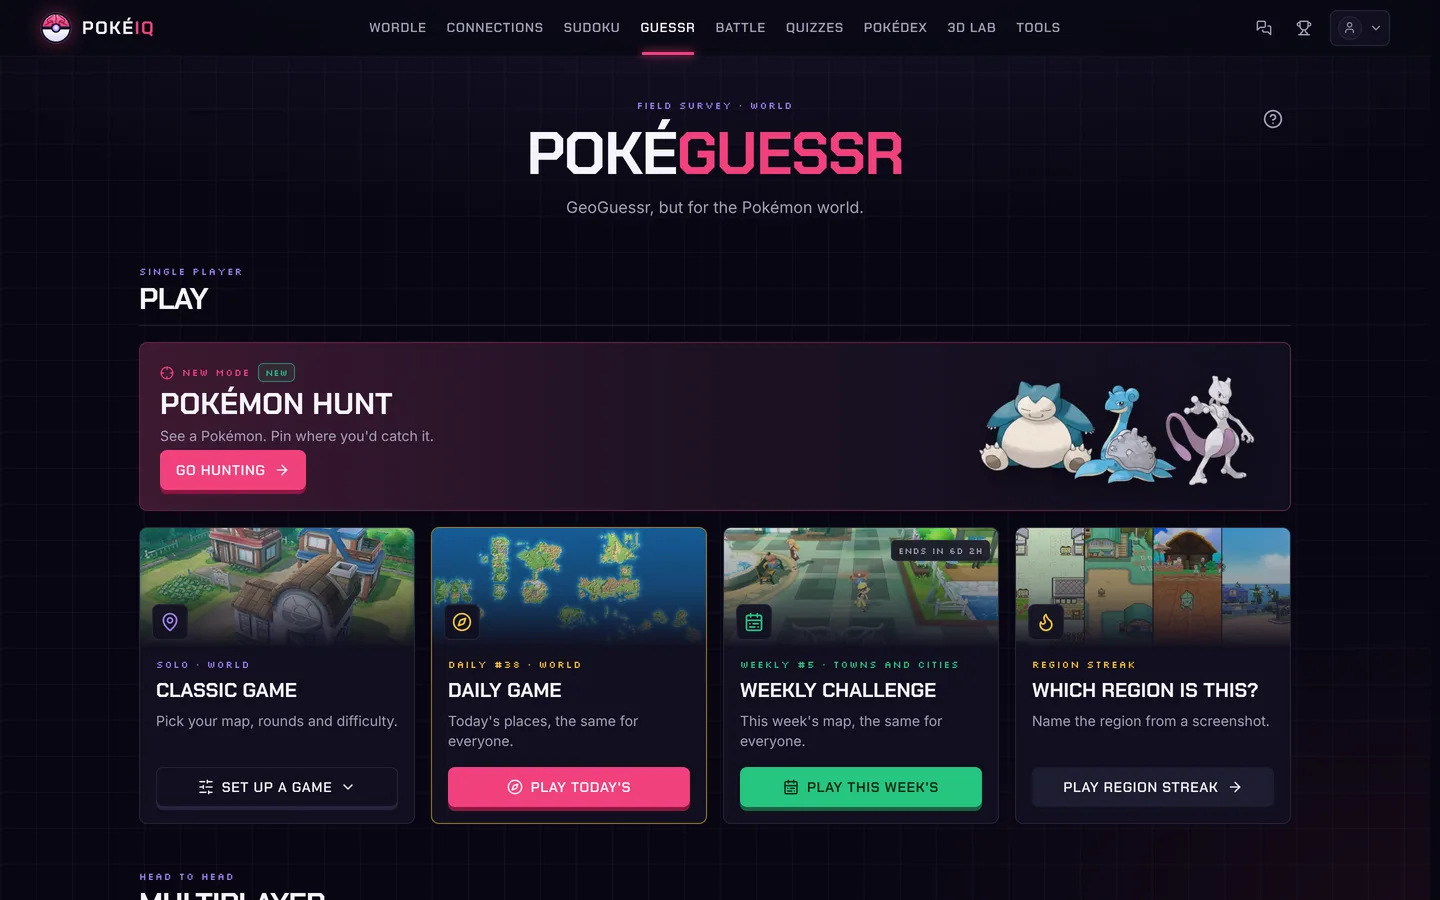 POKÉIQ
WORDLE CONNECTIONS SUDOKU GUESSR BATTLE QUIZZES POKÉDEX 3D LAB TOOLS
FIELD SURVEY · WORLD
POKÉGUESSR
GeoGuessr, but for the Pokémon world.
SINGLE PLAYER
PLAY
NEW MODE NEW
POKÉMON HUNT
See a Pokémon. Pin where you'd catch it.
GO HUNTING
SOLO · WORLD
CLASSIC GAME
Pick your map, rounds and difficulty.
SET UP A GAME
DAILY #38 · WORLD
DAILY GAME
Today's places, the same for
everyone.
PLAY TODAY'S
ENDS IN 6D 2H
WEEKLY #5 · TOWNS AND CITIES
WEEKLY CHALLENGE
This week's map, the same for
everyone.
PLAY THIS WEEK'S
REGION STREAK
WHICH REGION IS THIS?
Name the region from a screenshot.
PLAY REGION STREAK
HEAD TO HEAD
MULTIPLAYER